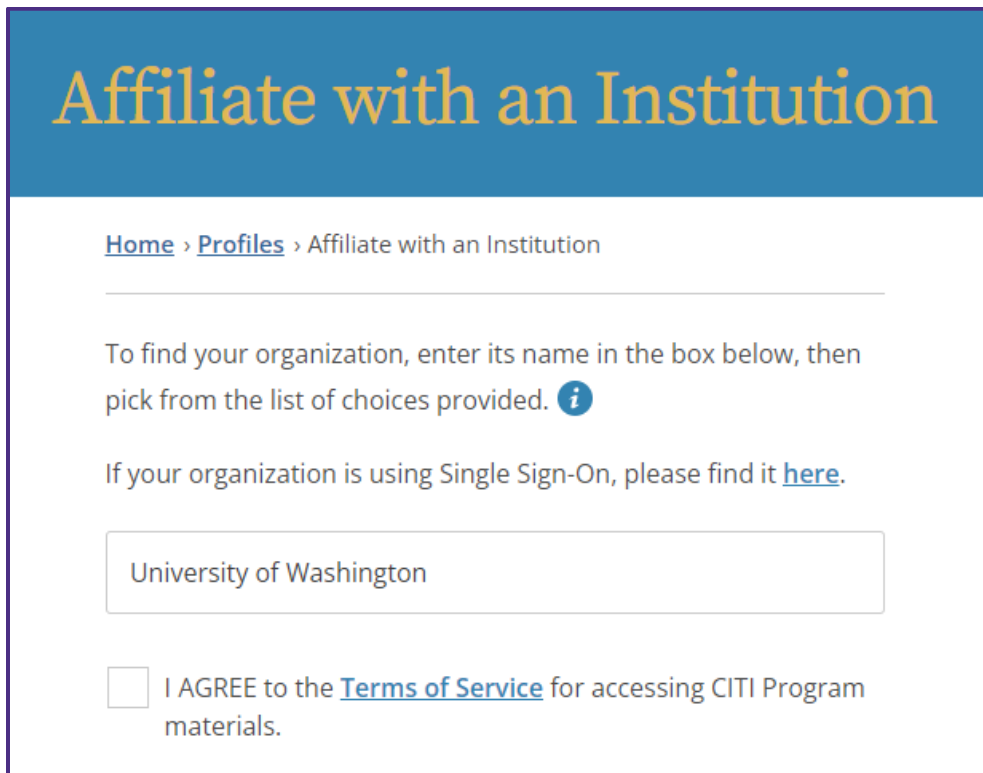 Affiliate with an Institution
Home › Profiles › Affiliate with an Institution
To find your organization, enter its name in the box below, then
pick from the list of choices provided. i
If your organization is using Single Sign-On, please find it here.
University of Washington
I AGREE to the Terms of Service for accessing CITI Program
materials.